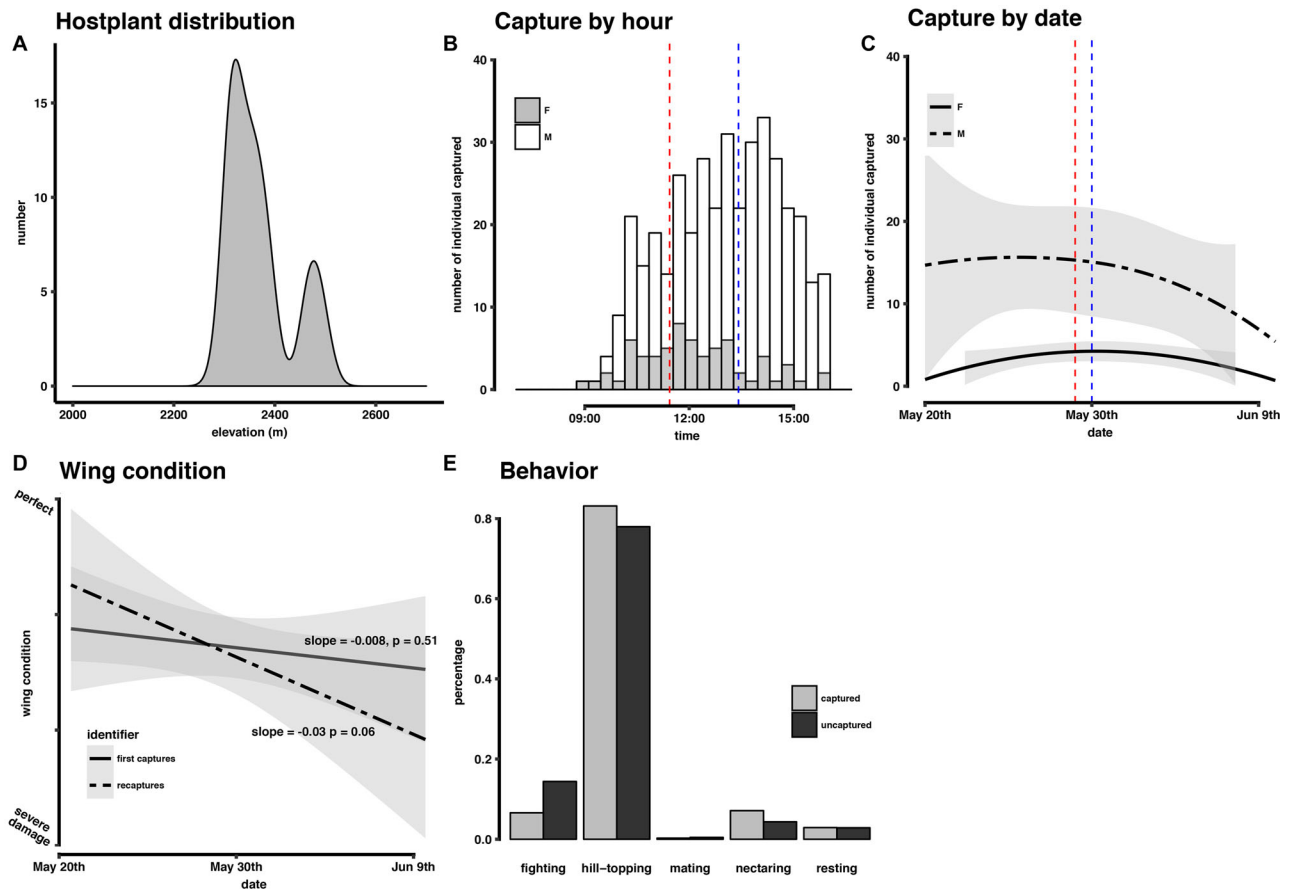 Hostplant distribution
A
number
15
10
5
0
2000
2200
2400
2600
elevation (m)
Capture by hour
B
number of individual captured
40
30
20
10
0
F
M
09:00
12:00
15:00
time
Capture by date
C
number of individual captured
40
30
20
10
0
F
M
May 20th
May 30th
Jun 9th
date
D
Wing condition
perfect
wing condition
severe
damage
slope = -0.008, p = 0.51
slope = -0.03 p = 0.06
identifier
first captures
recaptures
May 20th
May 30th
Jun 9th
date
E
Behavior
percentage
0.8
0.6
0.4
0.2
0.0
captured
uncaptured
fighting
hill–topping
mating
nectaring
resting